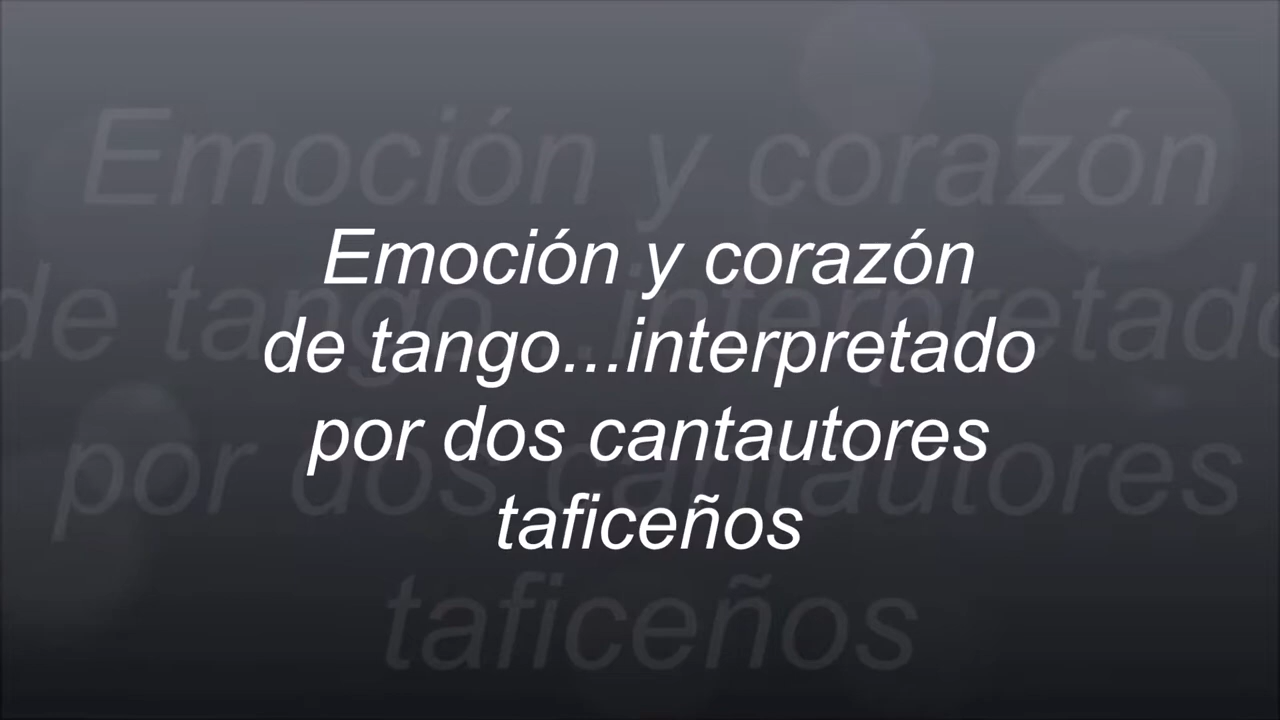 Emoción y corazón
de tango...interpretado
por dos cantautores
taficeños